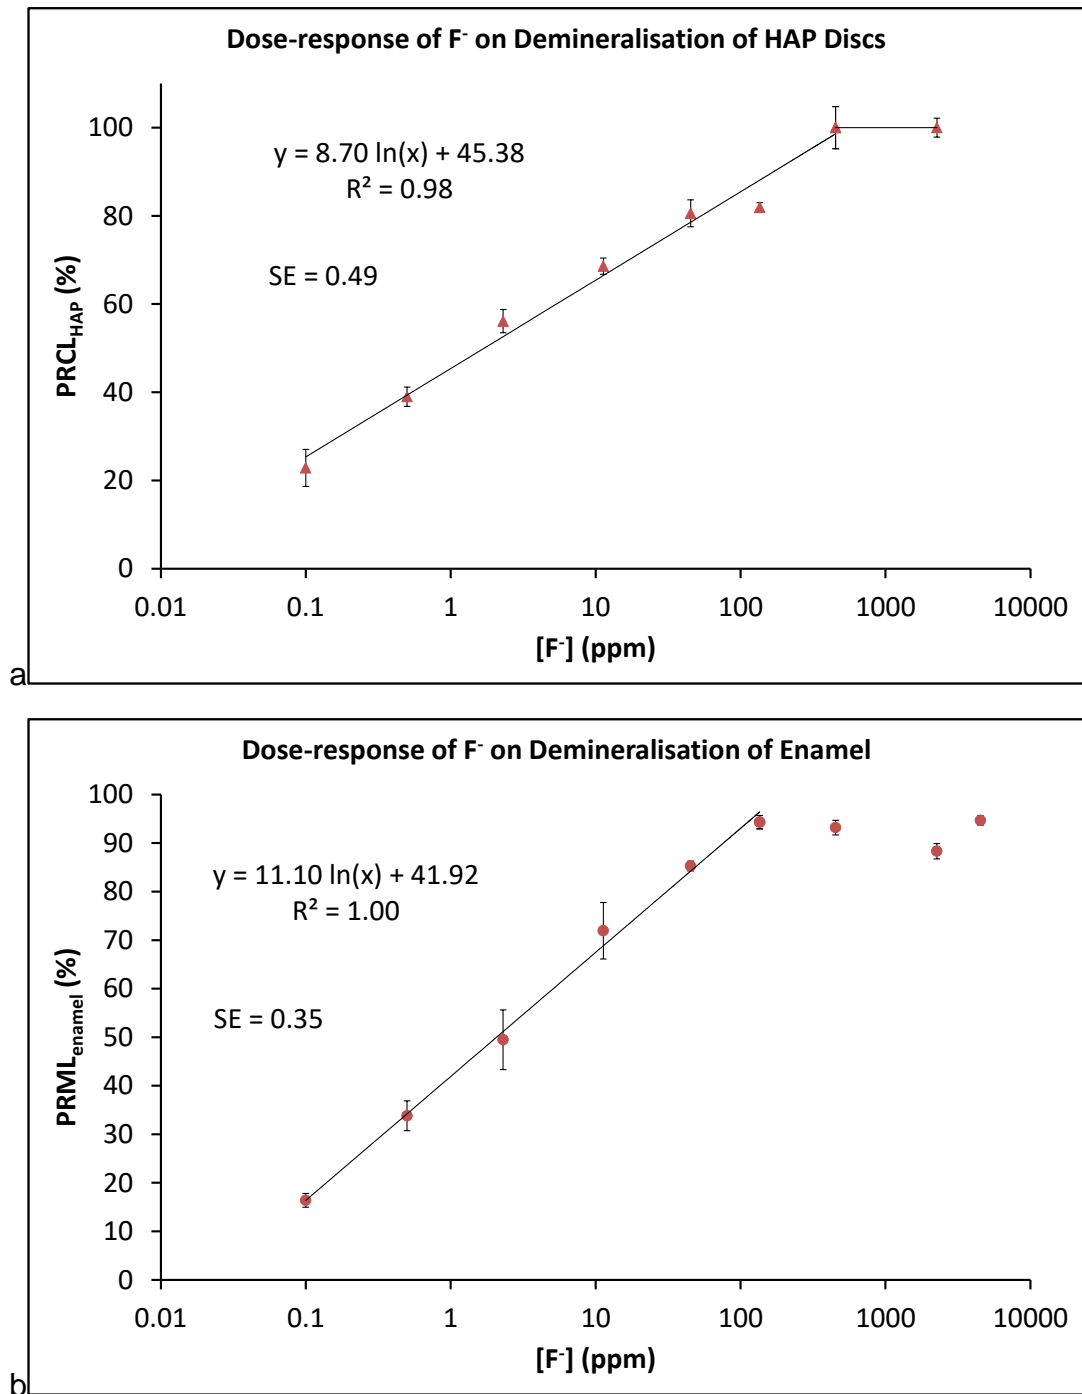 Dose-response of F⁻ on Demineralisation of HAP Discs
y = 8.70 ln(x) + 45.38
R² = 0.98
SE = 0.49
PRCL_HAP (%)
100
80
60
40
20
0
0.01 0.1 1 10 100 1000 10000
[F⁻] (ppm)
a
Dose-response of F⁻ on Demineralisation of Enamel
y = 11.10 ln(x) + 41.92
R² = 1.00
SE = 0.35
PRML_enamel (%)
100
90
80
70
60
50
40
30
20
10
0
0.01 0.1 1 10 100 1000 10000
[F⁻] (ppm)
b